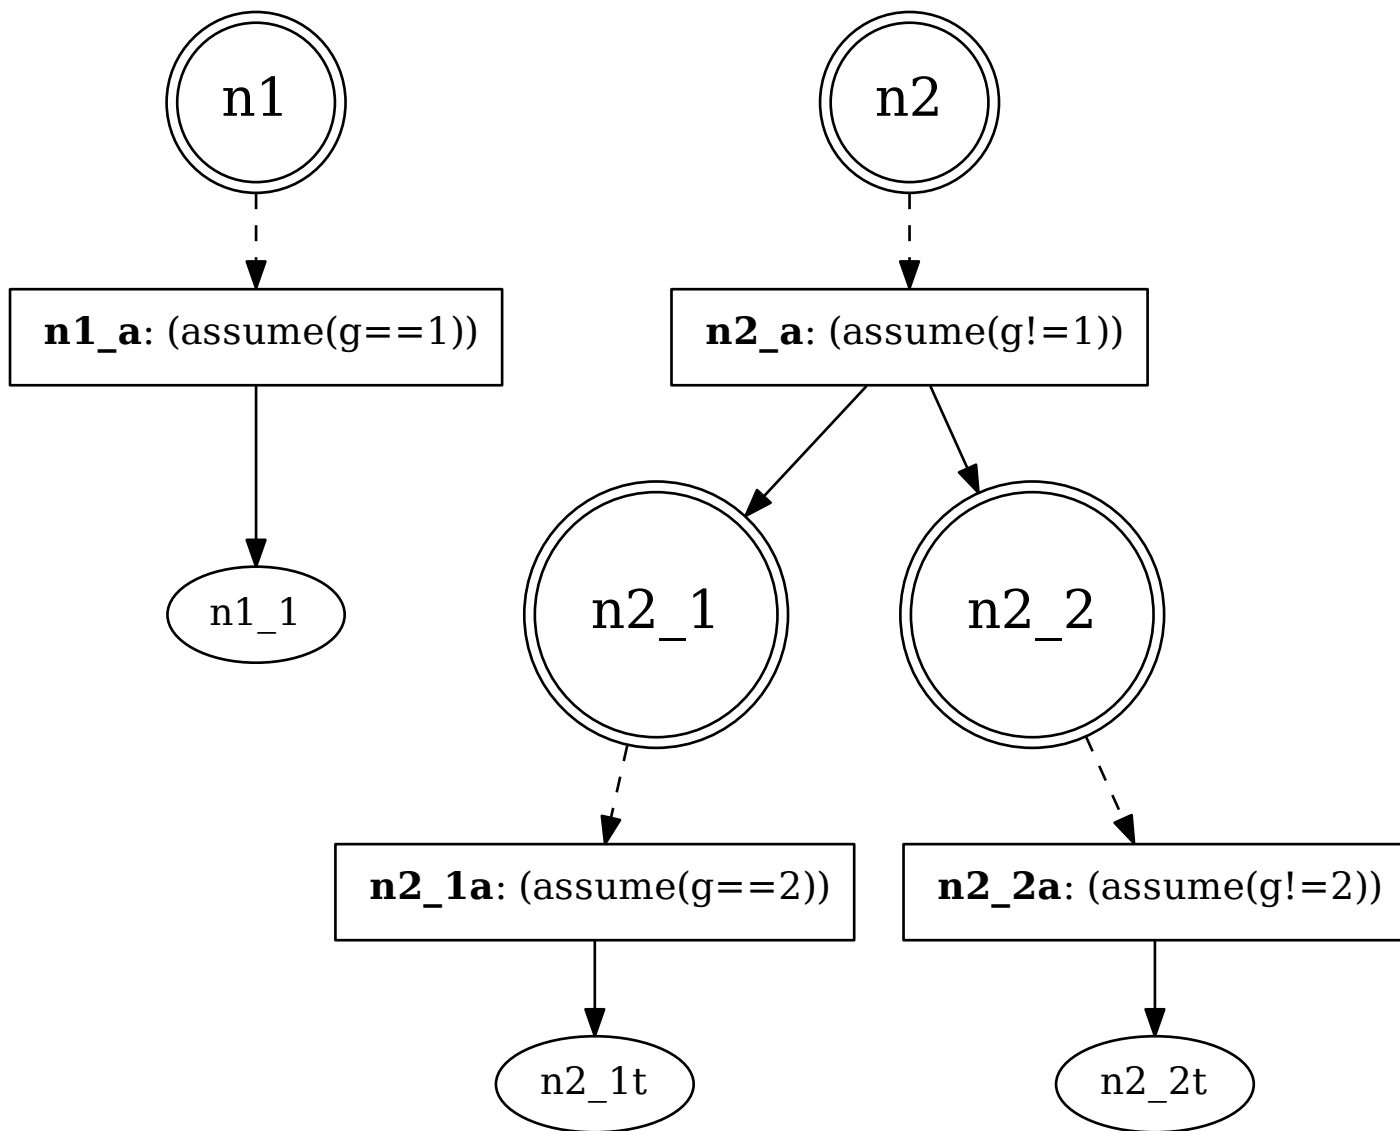 n1
n2
n1_a: (assume(g==1))
n2_a: (assume(g!=1))
n1_1
n2_1
n2_2
n2_1a: (assume(g==2))
n2_2a: (assume(g!=2))
n2_1t
n2_2t